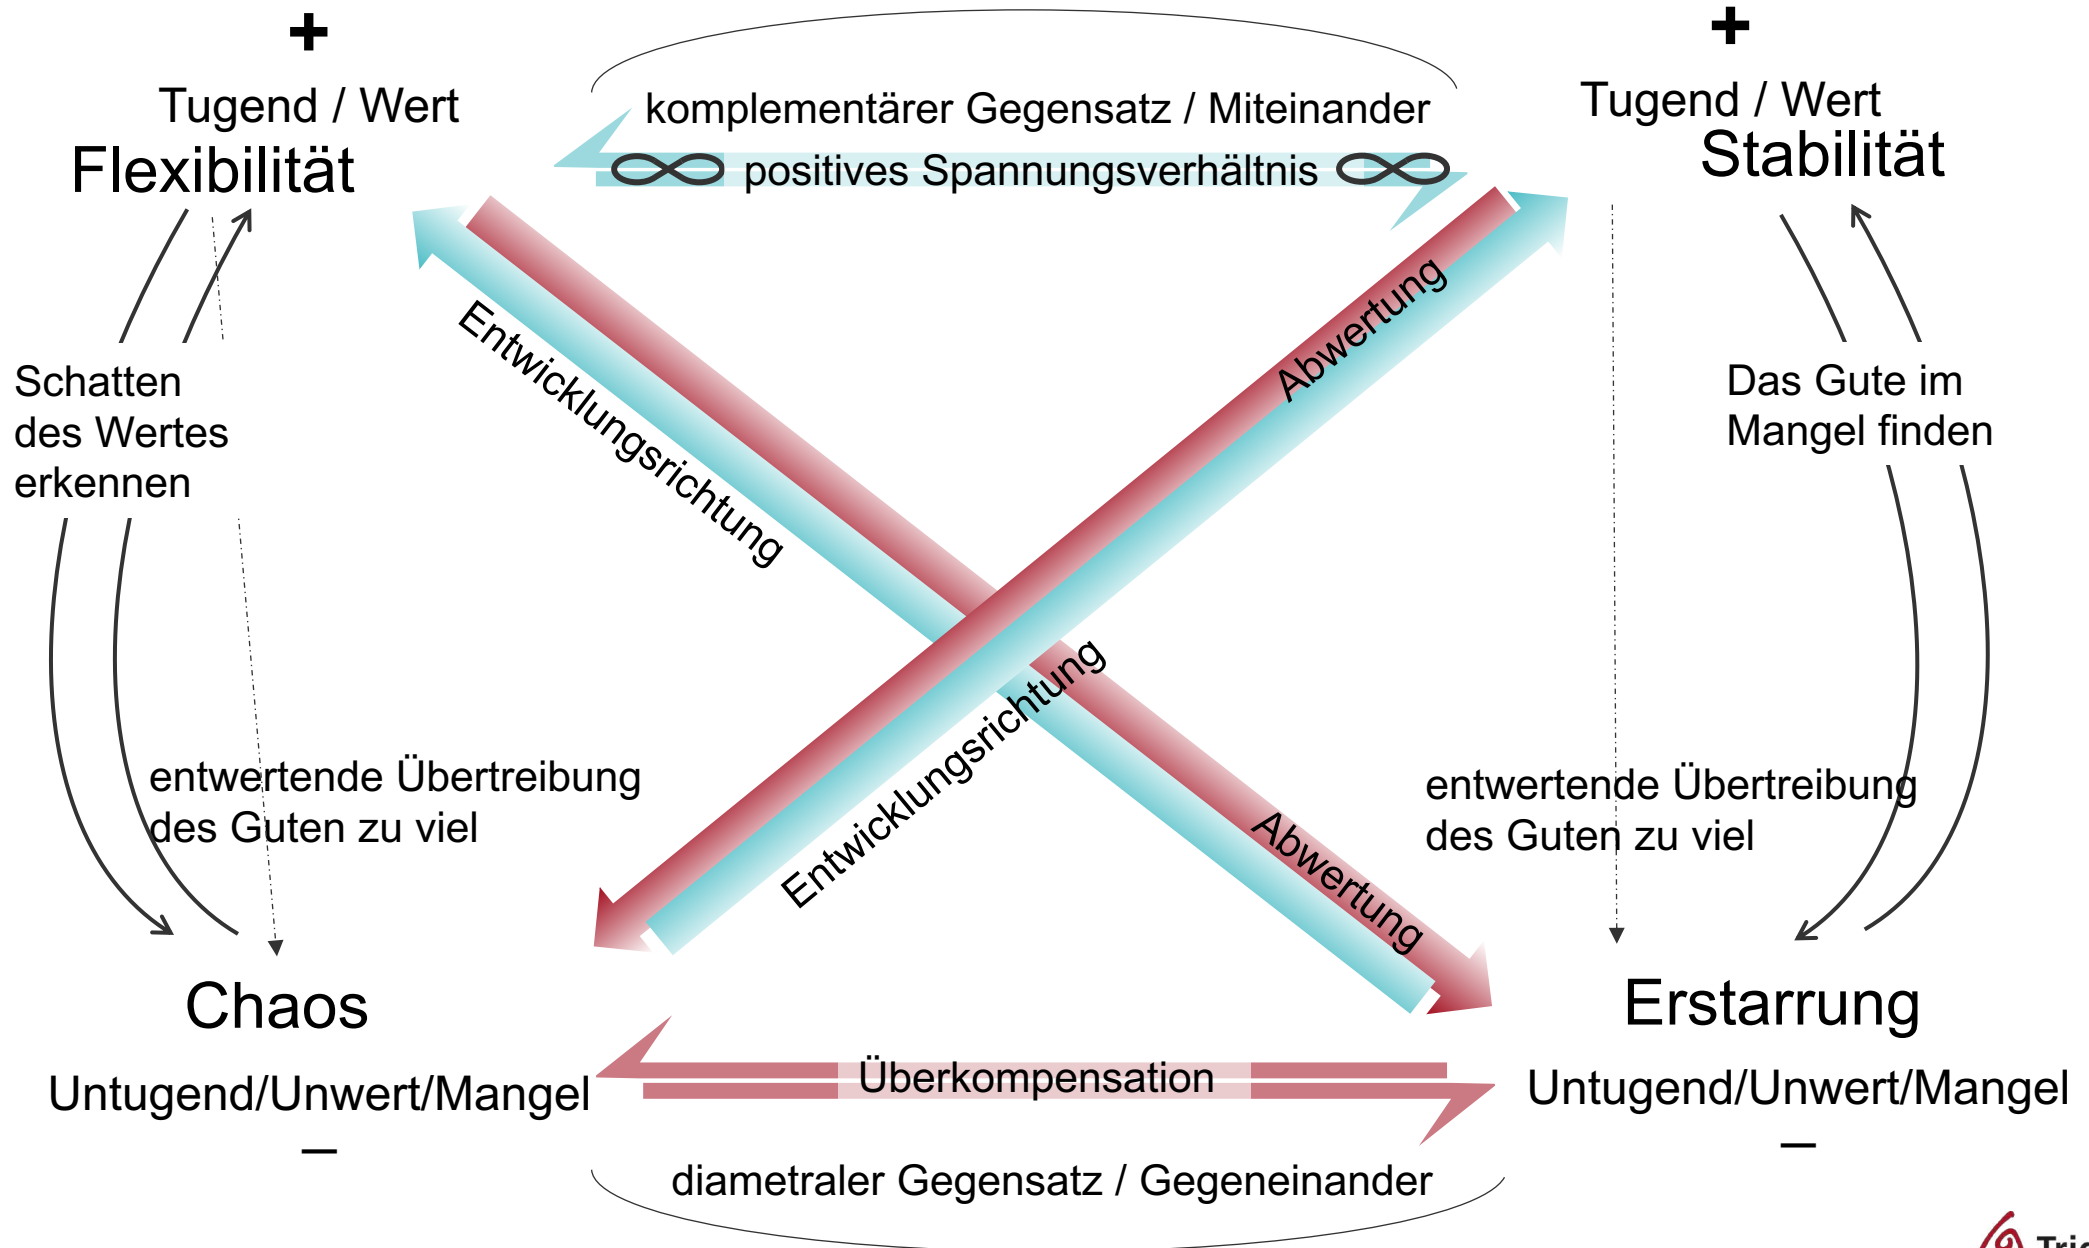 +
+
Tugend / Wert
komplementärer Gegensatz / Miteinander
Tugend / Wert
Flexibilität
positives Spannungsverhältnis
Stabilität
Abwertung
Entwicklungsrichtung
Schatten
des Wertes
erkennen
Das Gute im
Mangel finden
Entwicklungsrichtung
entwertende Übertreibung
des Guten zu viel
entwertende Übertreibung
des Guten zu viel
Abwertung
Chaos
Erstarrung
Untugend/Unwert/Mangel
Überkompensation
Untugend/Unwert/Mangel
–
–
diametraler Gegensatz / Gegeneinander